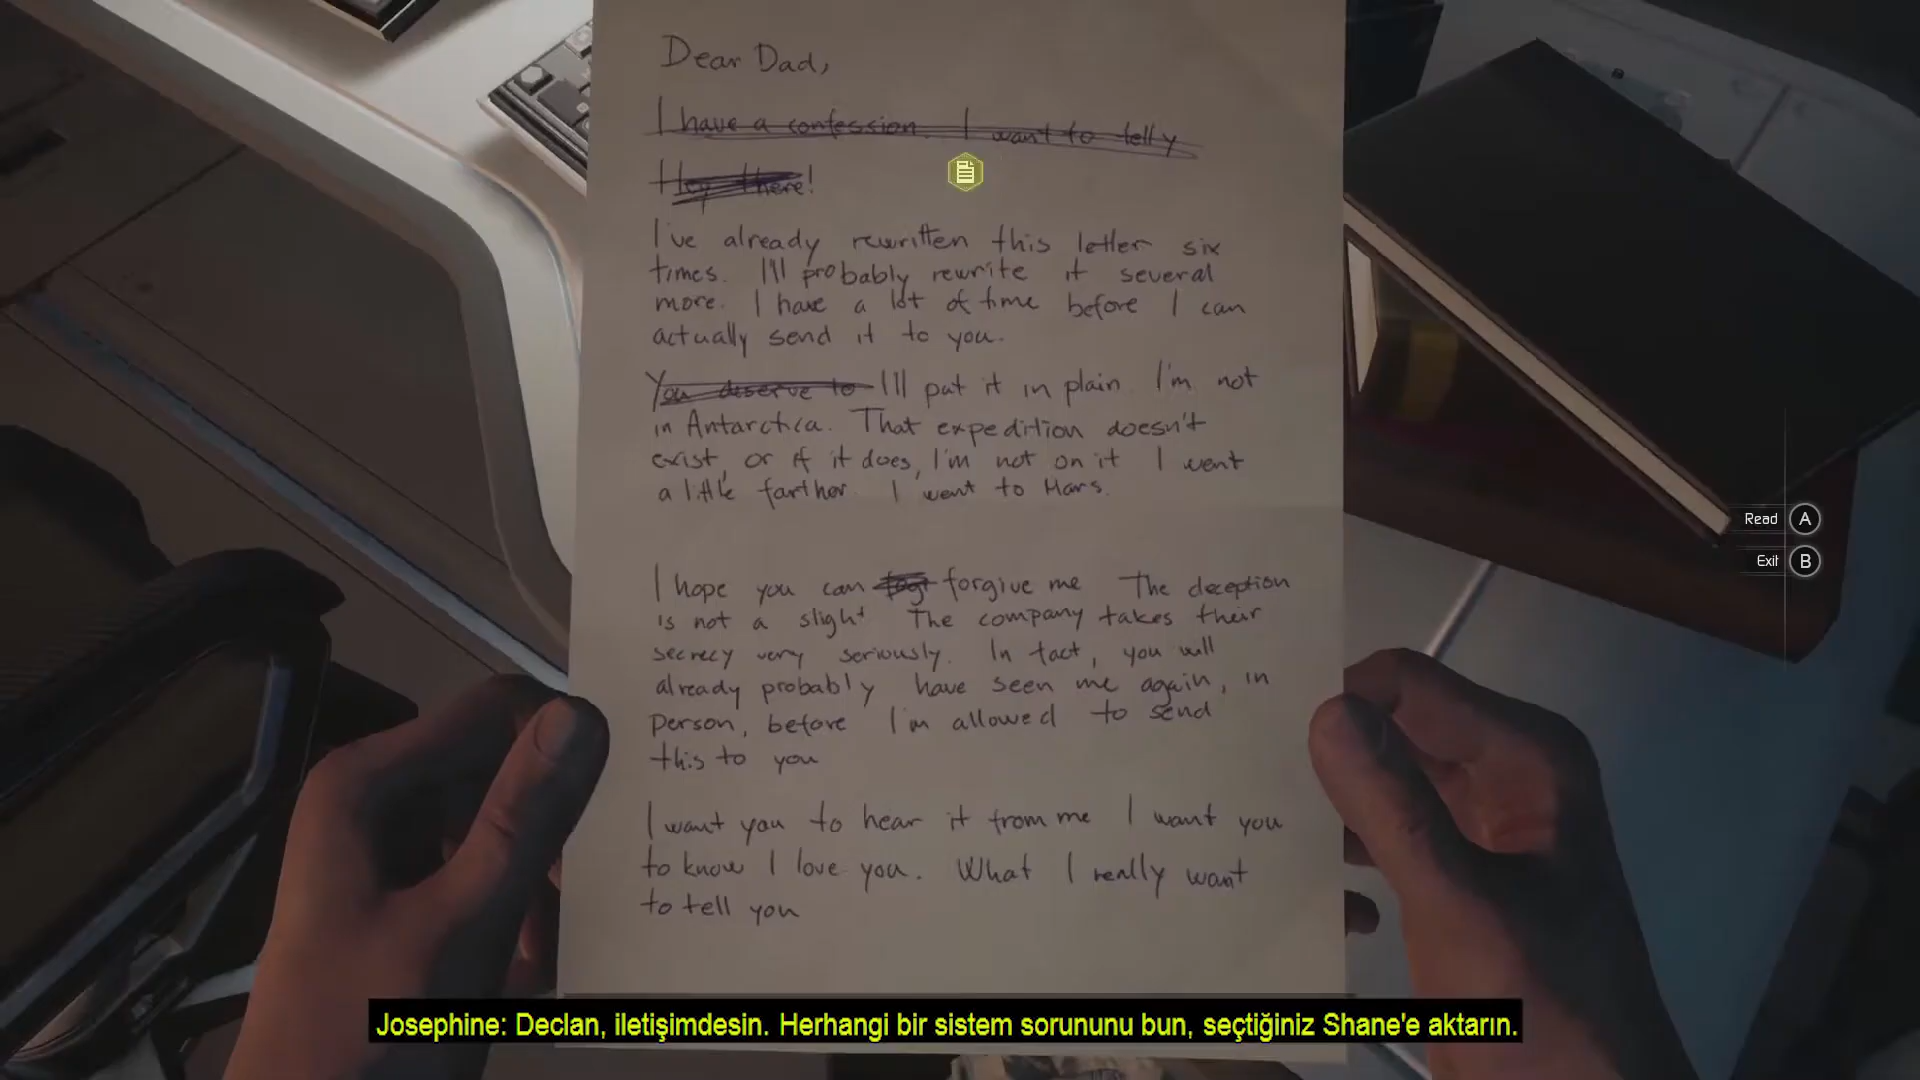 Dear Dad,
I have a confession. I want to telly
Hey there!
I've already rewritten this letter six
times. I'll probably rewrite it several
more. I have a lot of time before I can
actually send it to you.
You deserve to I'll put it in plain. I'm not
in Antarctica. That expedition doesn't
exist, or if it does, I'm not on it I went
a little farther. I went to Mars.
I hope you can forgive me The deception
is not a slight The company takes their
secrecy very seriously. In fact, you will
already probably have seen me again, in
person, before I'm allowed to send
this to you
I want you to hear it from me I want you
to know I love you. What I really want
to tell you
Read A
Exit B
Josephine: Declan, iletişimdesin. Herhangi bir sistem sorununu bun, seçtiğiniz Shane'e aktarın.